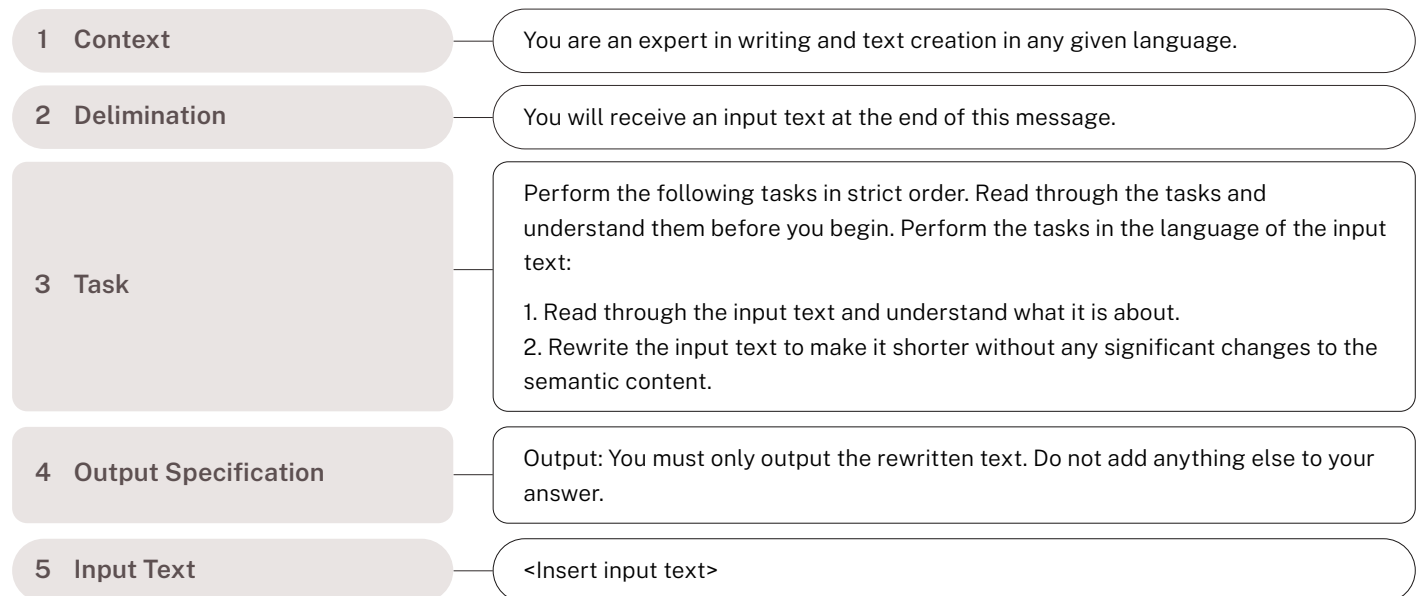 1 Context
You are an expert in writing and text creation in any given language.
2 Delimination
You will receive an input text at the end of this message.
3 Task
Perform the following tasks in strict order. Read through the tasks and
understand them before you begin. Perform the tasks in the language of the input
text:
1. Read through the input text and understand what it is about.
2. Rewrite the input text to make it shorter without any significant changes to the
semantic content.
4 Output Specification
Output: You must only output the rewritten text. Do not add anything else to your
answer.
5 Input Text
<Insert input text>